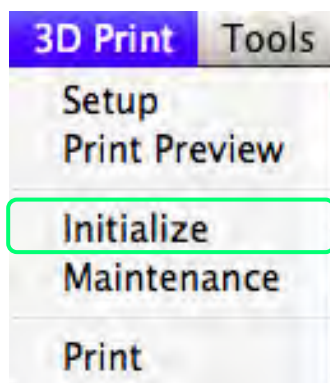 3D Print Tools
Setup
Print Preview
Initialize
Maintenance
Print